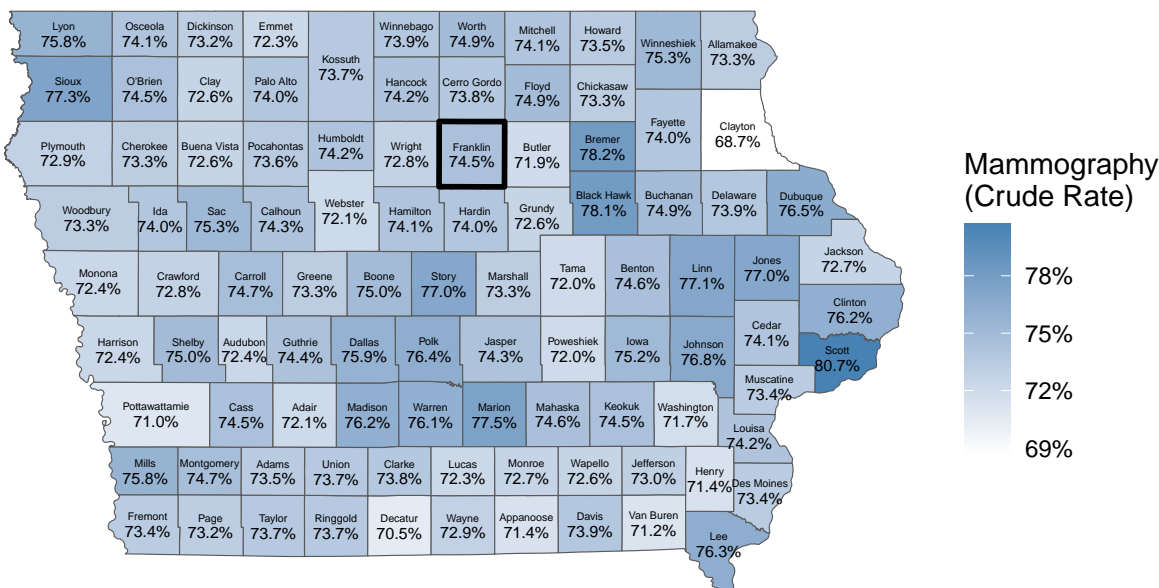 Lyon
75.8%
Osceola
74.1%
Dickinson
73.2%
Emmet
72.3%
Kossuth
73.7%
Winnebago
73.9%
Worth
74.9%
Mitchell
74.1%
Howard
73.5%
Winneshiek
75.3%
Allamakee
73.3%
Sioux
77.3%
O'Brien
74.5%
Clay
72.6%
Palo Alto
74.0%
Hancock
74.2%
Cerro Gordo
73.8%
Floyd
74.9%
Chickasaw
73.3%
Fayette
74.0%
Clayton
68.7%
Plymouth
72.9%
Cherokee
73.3%
Buena Vista
72.6%
Pocahontas
73.6%
Humboldt
74.2%
Wright
72.8%
Franklin
74.5%
Butler
71.9%
Bremer
78.2%
Woodbury
73.3%
Ida
74.0%
Sac
75.3%
Calhoun
74.3%
Webster
72.1%
Hamilton
74.1%
Hardin
74.0%
Grundy
72.6%
Black Hawk
78.1%
Buchanan
74.9%
Delaware
73.9%
Dubuque
76.5%
Monona
72.4%
Crawford
72.8%
Carroll
74.7%
Greene
73.3%
Boone
75.0%
Story
77.0%
Marshall
73.3%
Tama
72.0%
Benton
74.6%
Linn
77.1%
Jones
77.0%
Jackson
72.7%
Clinton
76.2%
Harrison
72.4%
Shelby
75.0%
Audubon
72.4%
Guthrie
74.4%
Dallas
75.9%
Polk
76.4%
Jasper
74.3%
Poweshiek
72.0%
Iowa
75.2%
Johnson
76.8%
Cedar
74.1%
Scott
80.7%
Muscatine
73.4%
Pottawattamie
71.0%
Cass
74.5%
Adair
72.1%
Madison
76.2%
Warren
76.1%
Marion
77.5%
Mahaska
74.6%
Keokuk
74.5%
Washington
71.7%
Louisa
74.2%
Mills
75.8%
Montgomery
74.7%
Adams
73.5%
Union
73.7%
Clarke
73.8%
Lucas
72.3%
Monroe
72.7%
Wapello
72.6%
Jefferson
73.0%
Henry
71.4%
Des Moines
73.4%
Fremont
73.4%
Page
73.2%
Taylor
73.7%
Ringgold
73.7%
Decatur
70.5%
Wayne
72.9%
Appanoose
71.4%
Davis
73.9%
Van Buren
71.2%
Lee
76.3%
Mammography
(Crude Rate)
78%
75%
72%
69%